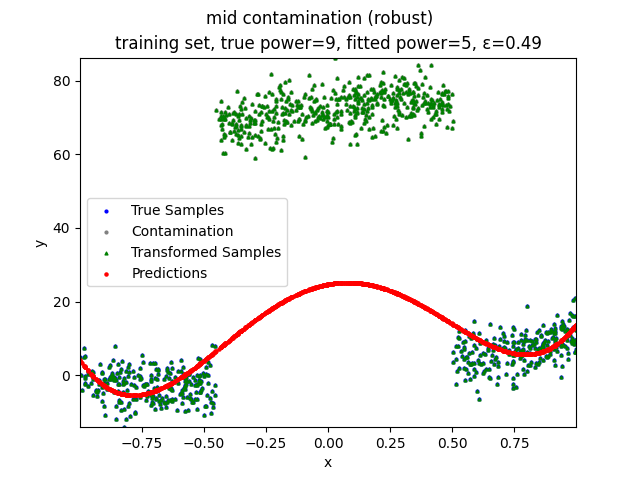 mid contamination (robust)
training set, true power=9, fitted power=5, ε=0.49
80
60
40
20
0
y
True Samples
Contamination
Transformed Samples
Predictions
−0.75 −0.50 −0.25 0.00 0.25 0.50 0.75
x